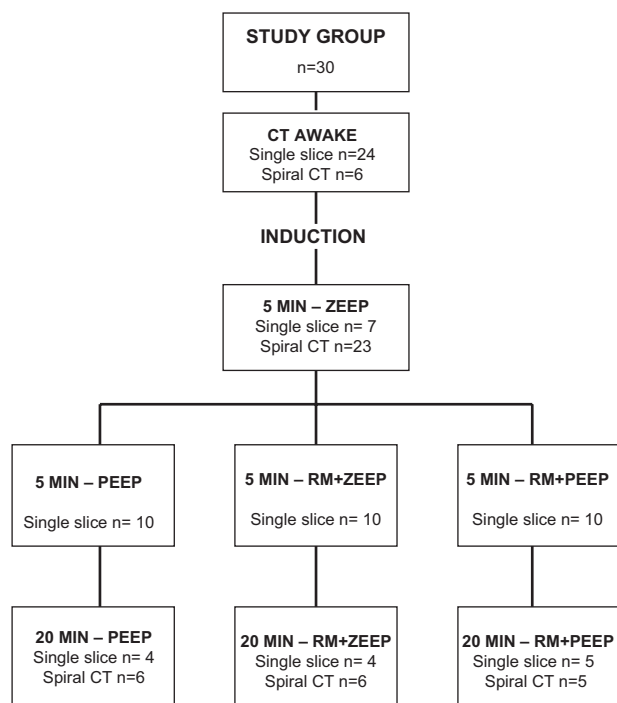 STUDY GROUP
n=30
CT AWAKE
Single slice n=24
Spiral CT n=6
INDUCTION
5 MIN – ZEEP
Single slice n= 7
Spiral CT n=23
5 MIN – PEEP
Single slice n= 10
5 MIN – RM+ZEEP
Single slice n= 10
5 MIN – RM+PEEP
Single slice n= 10
20 MIN – PEEP
Single slice n= 4
Spiral CT n=6
20 MIN – RM+ZEEP
Single slice n= 4
Spiral CT n=6
20 MIN – RM+PEEP
Single slice n= 5
Spiral CT n=5